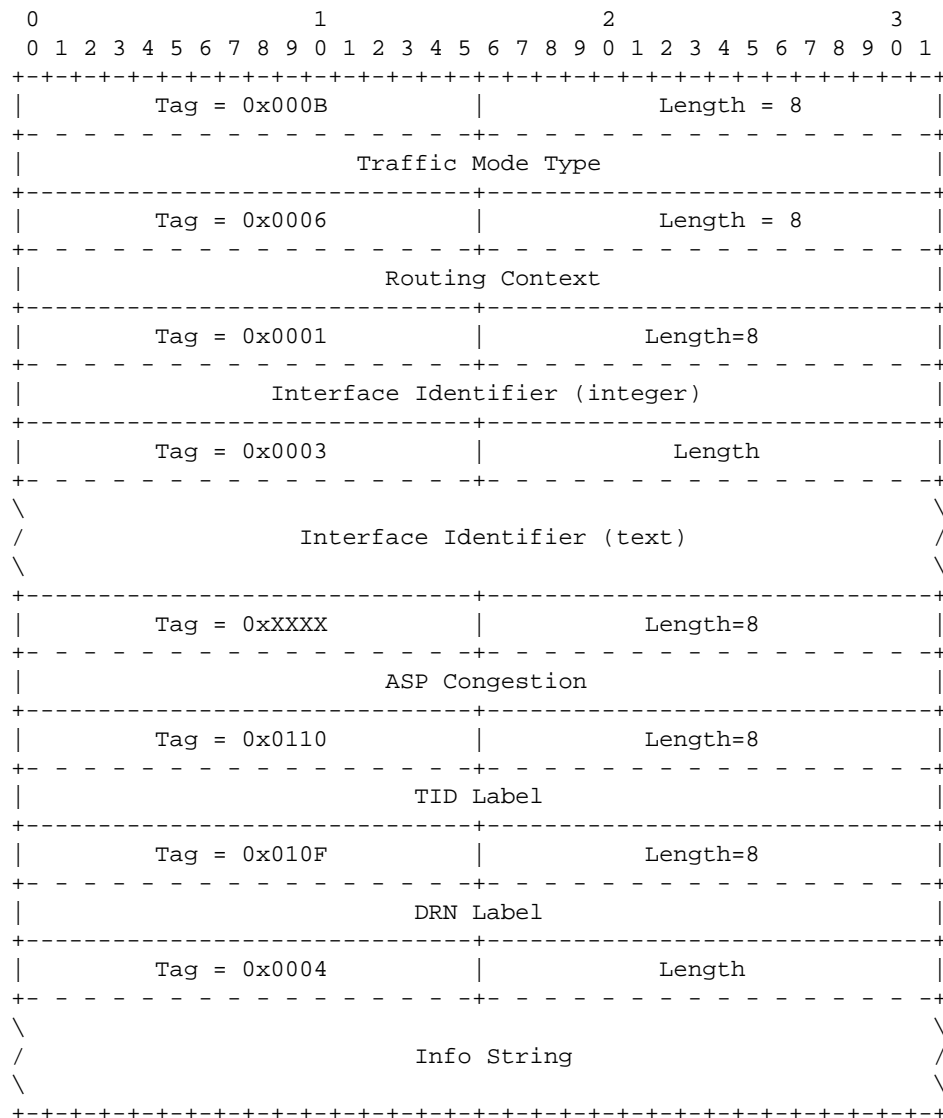 0                   1                   2                   3
0 1 2 3 4 5 6 7 8 9 0 1 2 3 4 5 6 7 8 9 0 1 2 3 4 5 6 7 8 9 0 1
+-+-+-+-+-+-+-+-+-+-+-+-+-+-+-+-+-+-+-+-+-+-+-+-+-+-+-+-+-+-+-+-+
|         Tag = 0x000B          |            Length = 8         |
+- - - - - - - - - - - - - - - -+- - - - - - - - - - - - - - - -+
|                       Traffic Mode Type                       |
+-------------------------------+-------------------------------+
|         Tag = 0x0006          |            Length = 8         |
+- - - - - - - - - - - - - - - -+- - - - - - - - - - - - - - - -+
|                         Routing Context                       |
+-------------------------------+-------------------------------+
|         Tag = 0x0001          |           Length=8            |
+- - - - - - - - - - - - - - - -+- - - - - - - - - - - - - - - -+
|                 Interface Identifier (integer)                |
+-------------------------------+-------------------------------+
|         Tag = 0x0003          |             Length            |
+- - - - - - - - - - - - - - - -+- - - - - - - - - - - - - - - -+
\                                                               \
/                   Interface Identifier (text)                 /
\                                                               \
+-------------------------------+-------------------------------+
|         Tag = 0xXXXX          |           Length=8            |
+- - - - - - - - - - - - - - - -+- - - - - - - - - - - - - - - -+
|                         ASP Congestion                        |
+-------------------------------+-------------------------------+
|         Tag = 0x0110          |           Length=8            |
+- - - - - - - - - - - - - - - -+- - - - - - - - - - - - - - - -+
|                           TID Label                           |
+-------------------------------+-------------------------------+
|         Tag = 0x010F          |           Length=8            |
+- - - - - - - - - - - - - - - -+- - - - - - - - - - - - - - - -+
|                           DRN Label                           |
+-------------------------------+-------------------------------+
|         Tag = 0x0004          |            Length             |
+- - - - - - - - - - - - - - - -+- - - - - - - - - - - - - - - -+
\                                                               \
/                           Info String                         /
\                                                               \
+-+-+-+-+-+-+-+-+-+-+-+-+-+-+-+-+-+-+-+-+-+-+-+-+-+-+-+-+-+-+-+-+